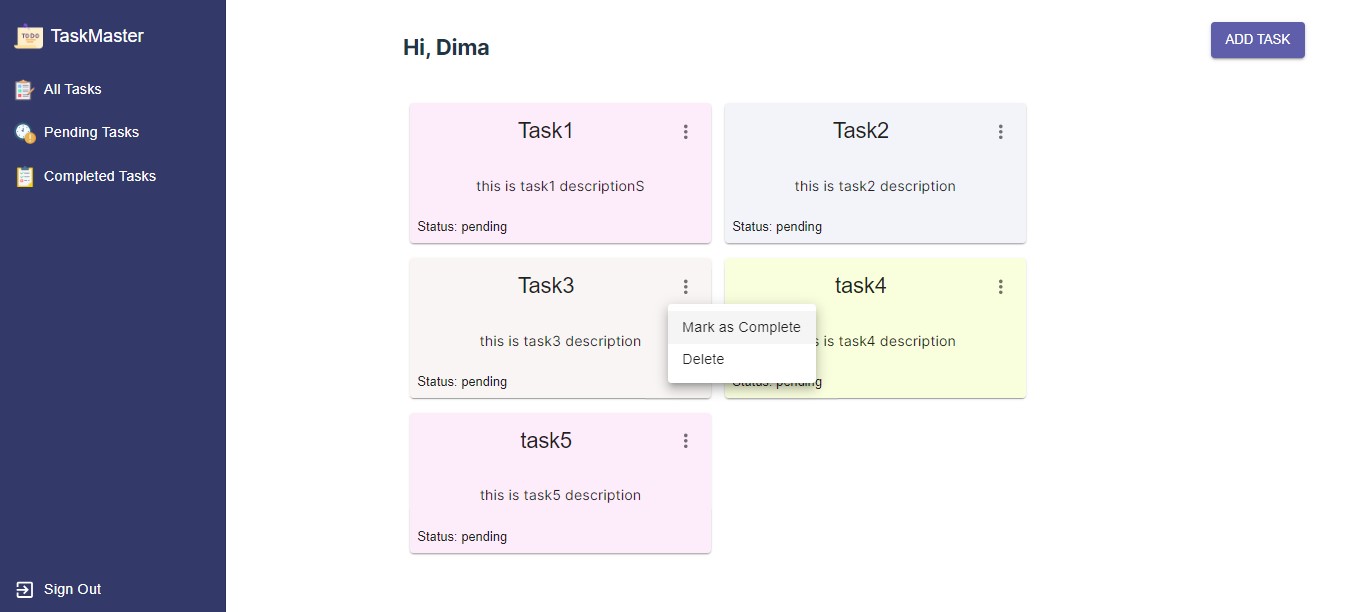 TO DO
TaskMaster
All Tasks
Pending Tasks
Completed Tasks
Sign Out
Hi, Dima
ADD TASK
Task1
this is task1 descriptionS
Status: pending
Task2
this is task2 description
Status: pending
Task3
this is task3 description
Status: pending
Mark as Complete
Delete
task4
is task4 description
Status: pending
task5
this is task5 description
Status: pending